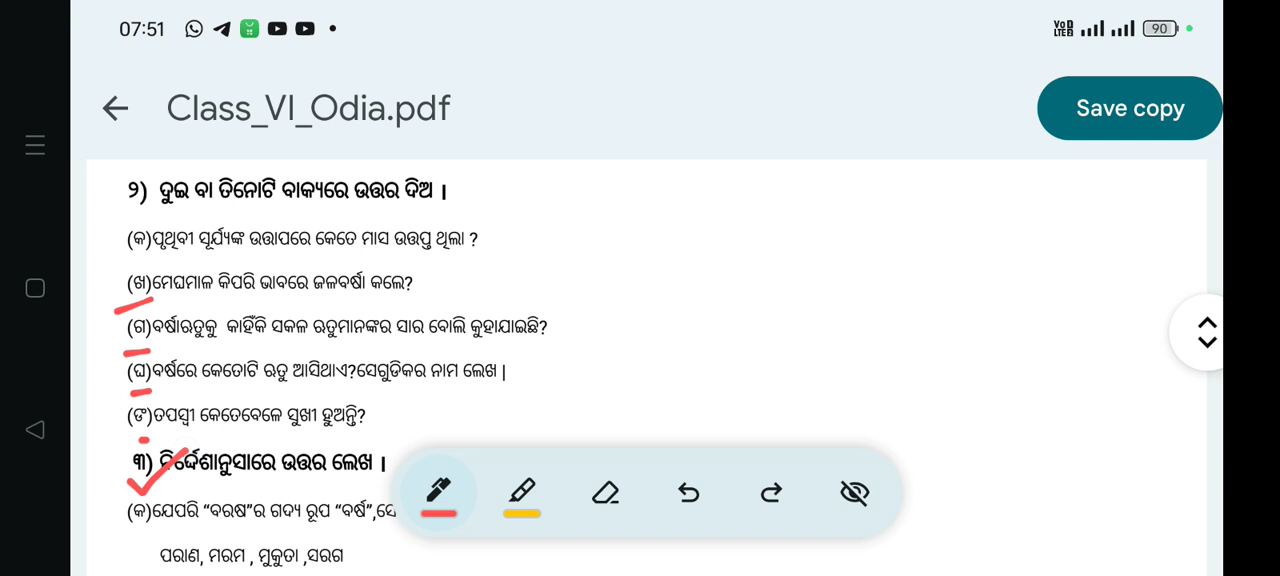 07:51
VoD LTE 90
Class_VI_Odia.pdf
Save copy
୨) ଦୁଇ ବା ତିନୋଟି ବାକ୍ୟରେ ଉତ୍ତର ଦିଅ ।
(କ)ପୃଥିବୀ ସୂର୍ଯ୍ୟଙ୍କ ଉତ୍ତାପରେ କେତେ ମାସ ଉତ୍ତପ୍ତ ଥିଲା ?
(ଖ)ମେଘମାଳ କିପରି ଭାବରେ ଜଳବର୍ଷା କଲେ?
(ଗ)ବର୍ଷାଋତୁକୁ କାହିଁକି ସକଳ ଋତୁମାନଙ୍କର ସାର ବୋଲି କୁହାଯାଇଛି?
(ଘ)ବର୍ଷରେ କେତୋଟି ଋତୁ ଆସିଥାଏ?ସେଗୁଡିକର ନାମ ଲେଖ |
(ଙ)ତପସ୍ୱୀ କେତେବେଳେ ସୁଖୀ ହୁଅନ୍ତି?
୩) ନିର୍ଦ୍ଦେଶାନୁସାରେ ଉତ୍ତର ଲେଖ ।
(କ)ଯେପରି “ବରଷ”ର ଗଦ୍ୟ ରୂପ “ବର୍ଷ”,ସେ
ପରାଣ, ମରମ , ମୁକୁତା ,ସରଗ